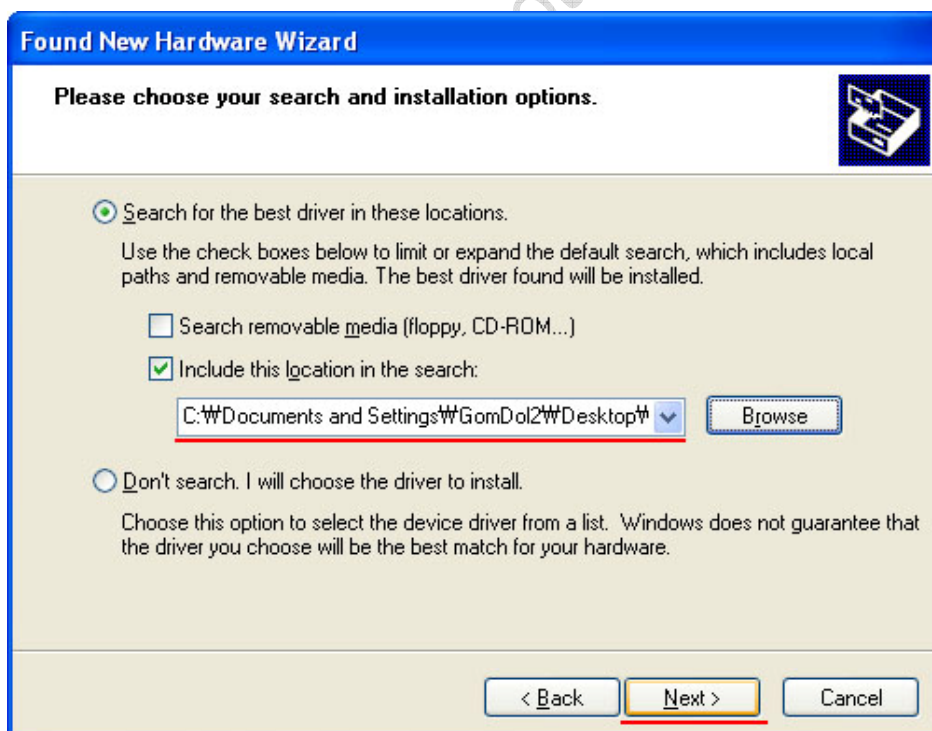 Found New Hardware Wizard
Please choose your search and installation options.
Search for the best driver in these locations.
Use the check boxes below to limit or expand the default search, which includes local
paths and removable media. The best driver found will be installed.
Search removable media (floppy, CD-ROM...)
Include this location in the search:
C:₩Documents and Settings₩GomDol2₩Desktop₩
Browse
Don't search. I will choose the driver to install.
Choose this option to select the device driver from a list. Windows does not guarantee that
the driver you choose will be the best match for your hardware.
< Back
Next >
Cancel